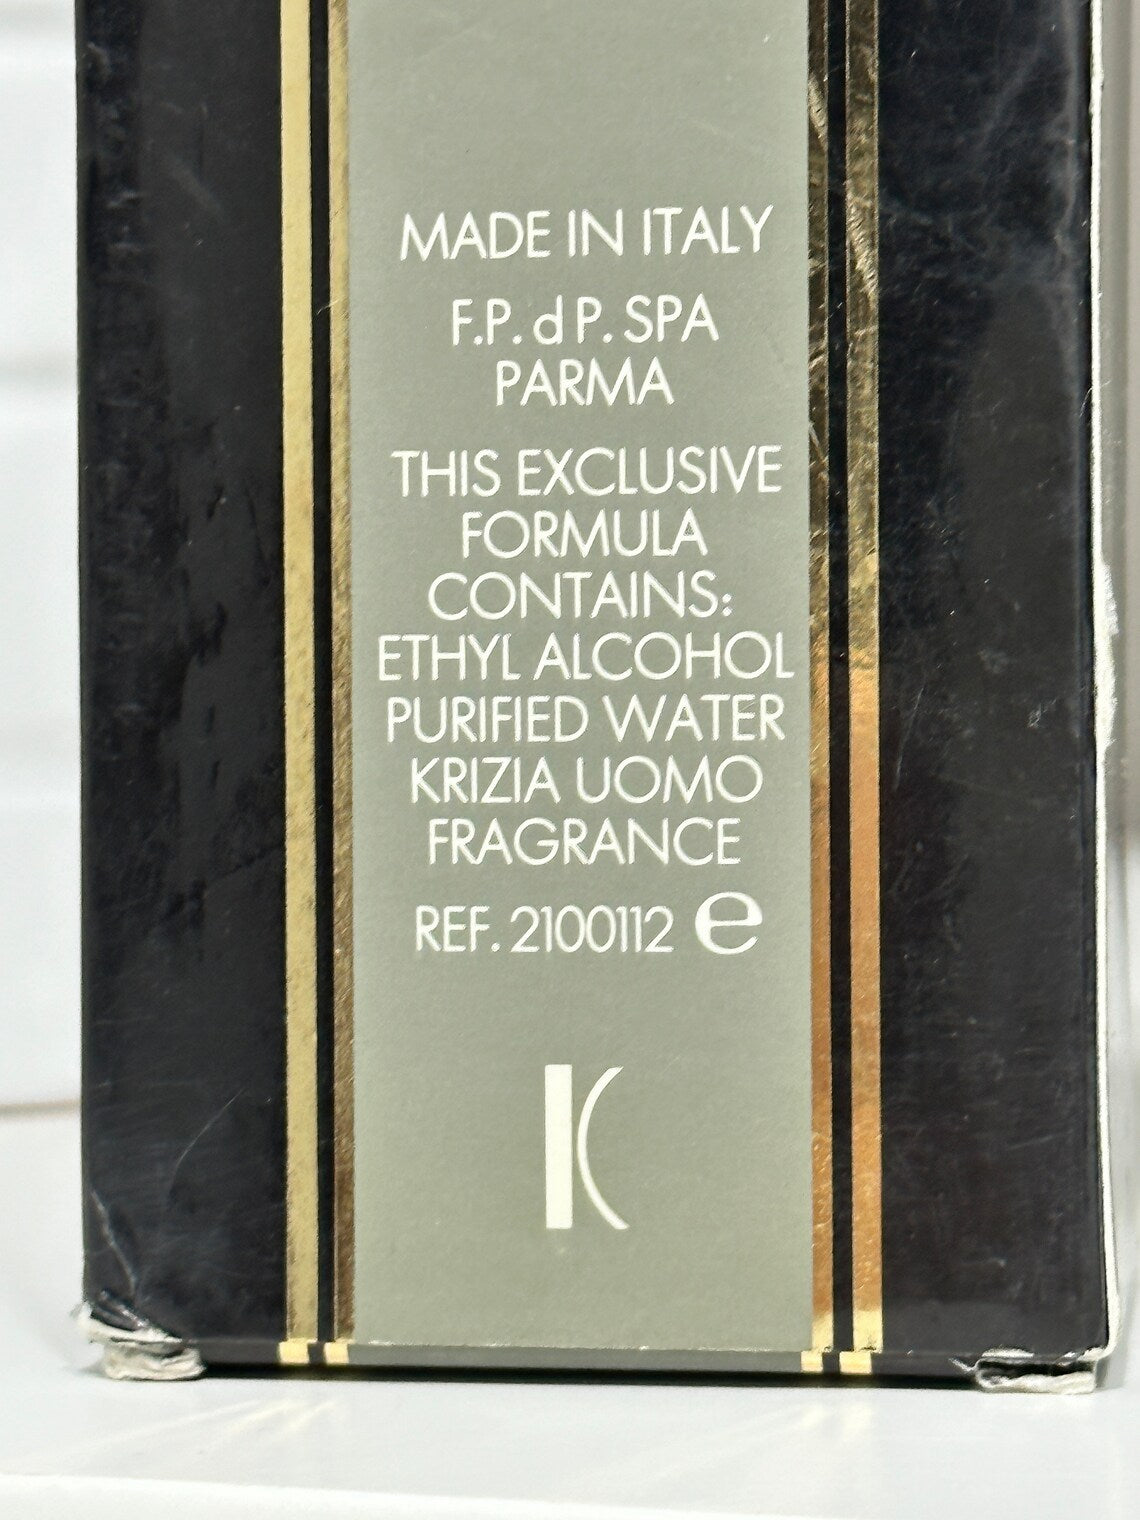 MADE IN ITALY
F.P. d P. SPA
PARMA
THIS EXCLUSIVE
FORMULA
CONTAINS:
ETHYL ALCOHOL
PURIFIED WATER
KRIZIA UOMO
FRAGRANCE
REF. 2100112 e
K